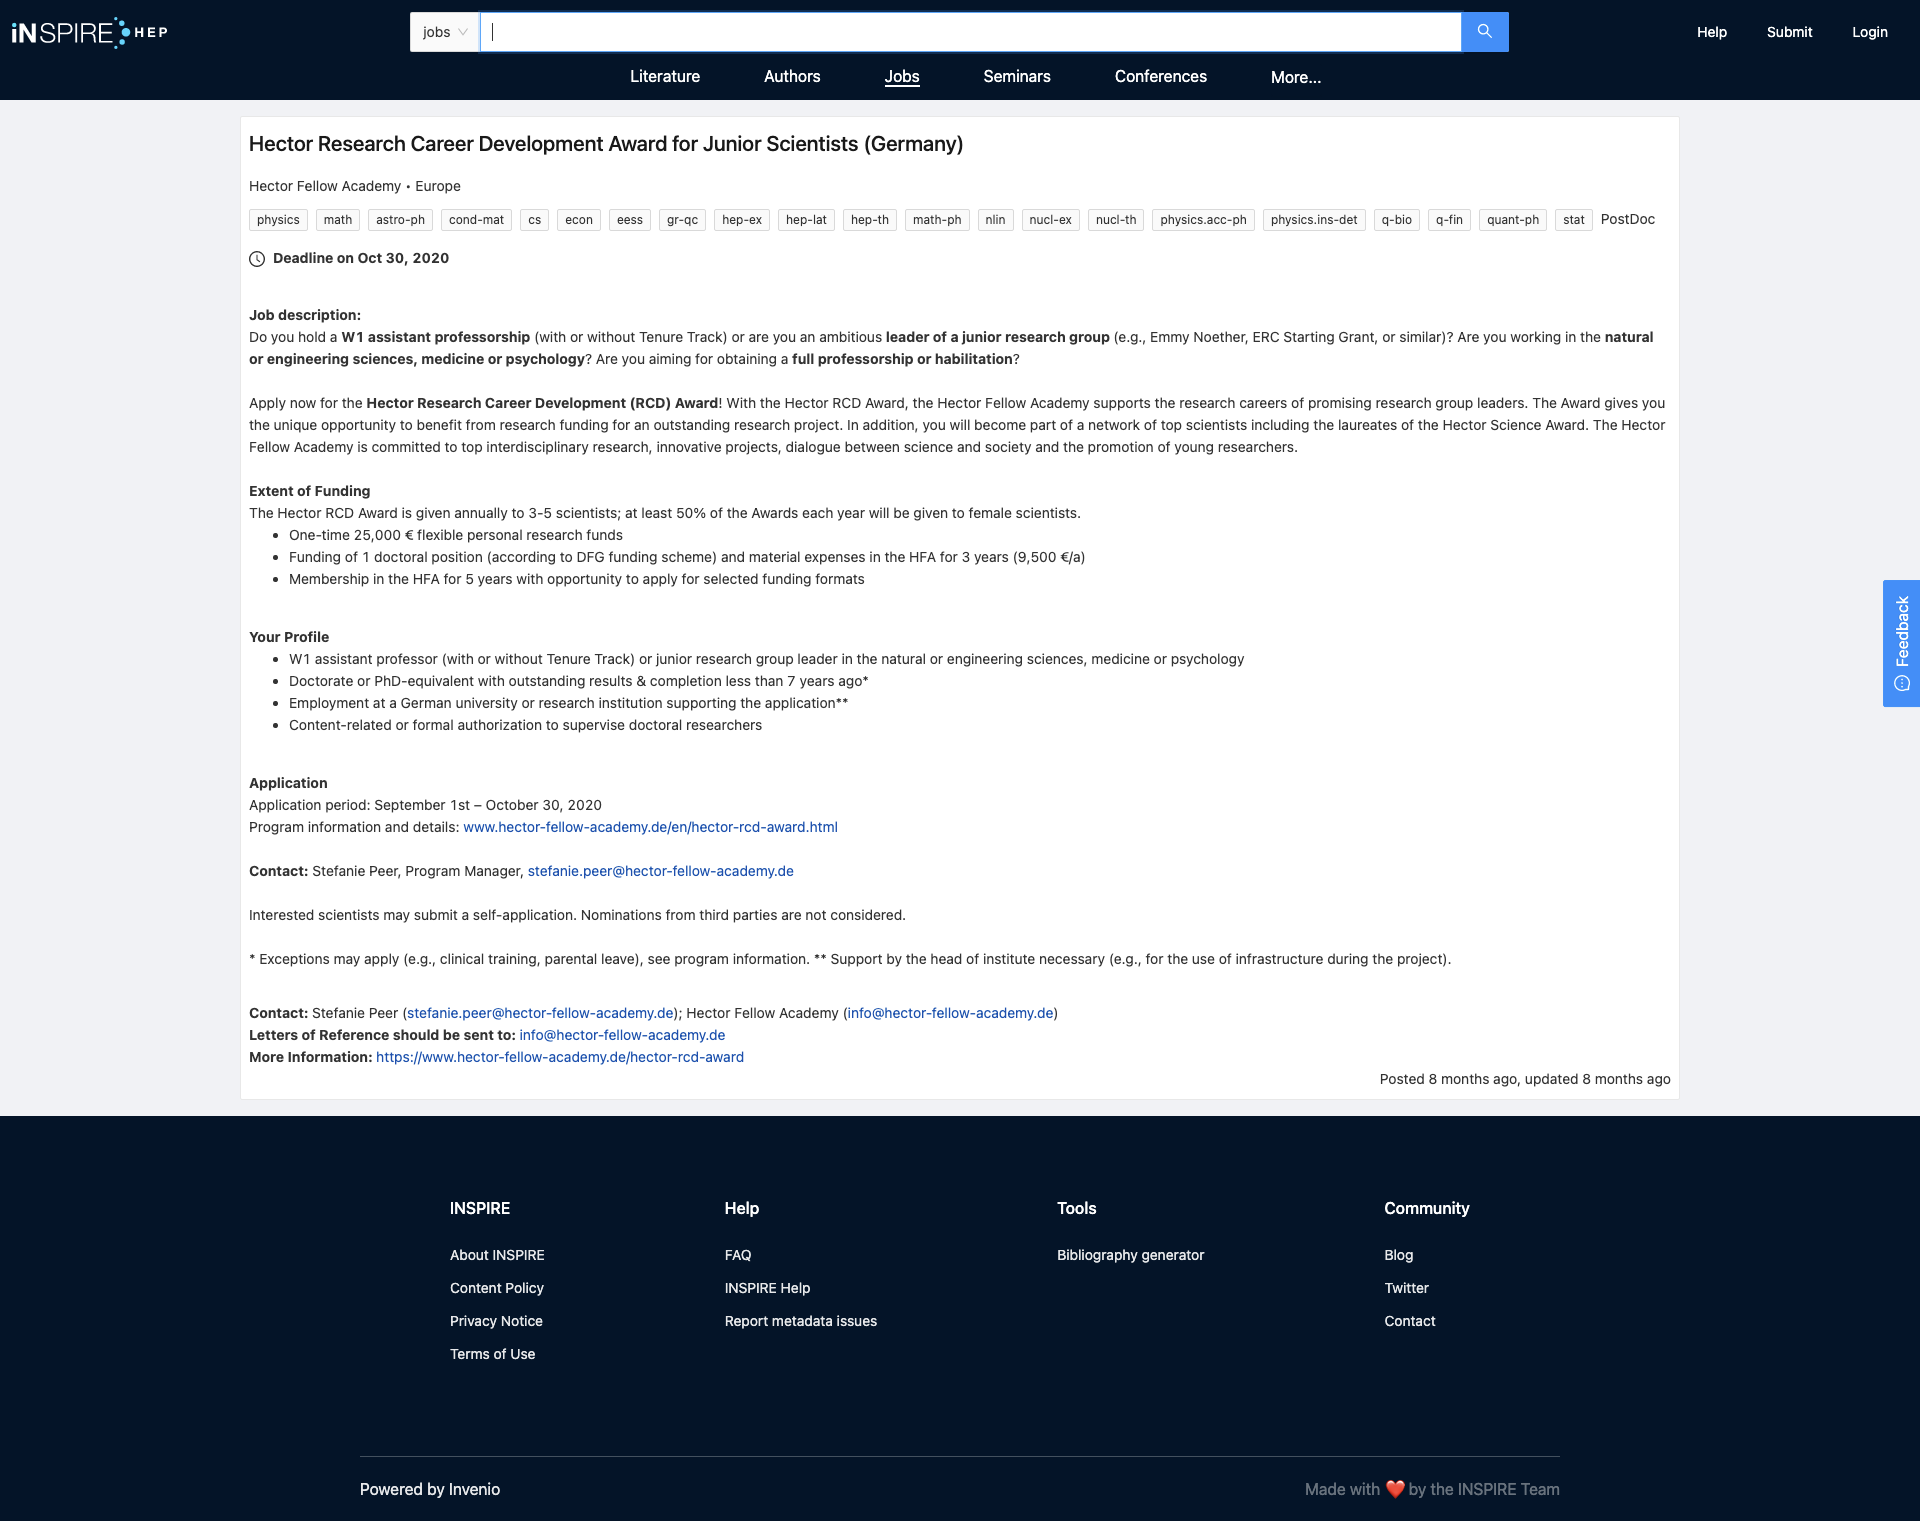 iNSPIRE HEP
jobs
Help
Submit
Login
Literature
Authors
Jobs
Seminars
Conferences
More...
Hector Research Career Development Award for Junior Scientists (Germany)
Hector Fellow Academy • Europe
physics math astro-ph cond-mat cs econ eess gr-qc hep-ex hep-lat hep-th math-ph nlin nucl-ex nucl-th physics.acc-ph physics.ins-det q-bio q-fin quant-ph stat PostDoc
Deadline on Oct 30, 2020
Job description:
Do you hold a W1 assistant professorship (with or without Tenure Track) or are you an ambitious leader of a junior research group (e.g., Emmy Noether, ERC Starting Grant, or similar)? Are you working in the natural
or engineering sciences, medicine or psychology? Are you aiming for obtaining a full professorship or habilitation?
Apply now for the Hector Research Career Development (RCD) Award! With the Hector RCD Award, the Hector Fellow Academy supports the research careers of promising research group leaders. The Award gives you
the unique opportunity to benefit from research funding for an outstanding research project. In addition, you will become part of a network of top scientists including the laureates of the Hector Science Award. The Hector
Fellow Academy is committed to top interdisciplinary research, innovative projects, dialogue between science and society and the promotion of young researchers.
Extent of Funding
The Hector RCD Award is given annually to 3-5 scientists; at least 50% of the Awards each year will be given to female scientists.
• One-time 25,000 € flexible personal research funds
• Funding of 1 doctoral position (according to DFG funding scheme) and material expenses in the HFA for 3 years (9,500 €/a)
• Membership in the HFA for 5 years with opportunity to apply for selected funding formats
Your Profile
• W1 assistant professor (with or without Tenure Track) or junior research group leader in the natural or engineering sciences, medicine or psychology
• Doctorate or PhD-equivalent with outstanding results & completion less than 7 years ago*
• Employment at a German university or research institution supporting the application**
• Content-related or formal authorization to supervise doctoral researchers
Application
Application period: September 1st – October 30, 2020
Program information and details: www.hector-fellow-academy.de/en/hector-rcd-award.html
Contact: Stefanie Peer, Program Manager, stefanie.peer@hector-fellow-academy.de
Interested scientists may submit a self-application. Nominations from third parties are not considered.
* Exceptions may apply (e.g., clinical training, parental leave), see program information. ** Support by the head of institute necessary (e.g., for the use of infrastructure during the project).
Contact: Stefanie Peer (stefanie.peer@hector-fellow-academy.de); Hector Fellow Academy (info@hector-fellow-academy.de)
Letters of Reference should be sent to: info@hector-fellow-academy.de
More Information: https://www.hector-fellow-academy.de/hector-rcd-award
Posted 8 months ago, updated 8 months ago
Feedback
INSPIRE
About INSPIRE
Content Policy
Privacy Notice
Terms of Use
Help
FAQ
INSPIRE Help
Report metadata issues
Tools
Bibliography generator
Community
Blog
Twitter
Contact
Powered by Invenio
Made with ❤️ by the INSPIRE Team